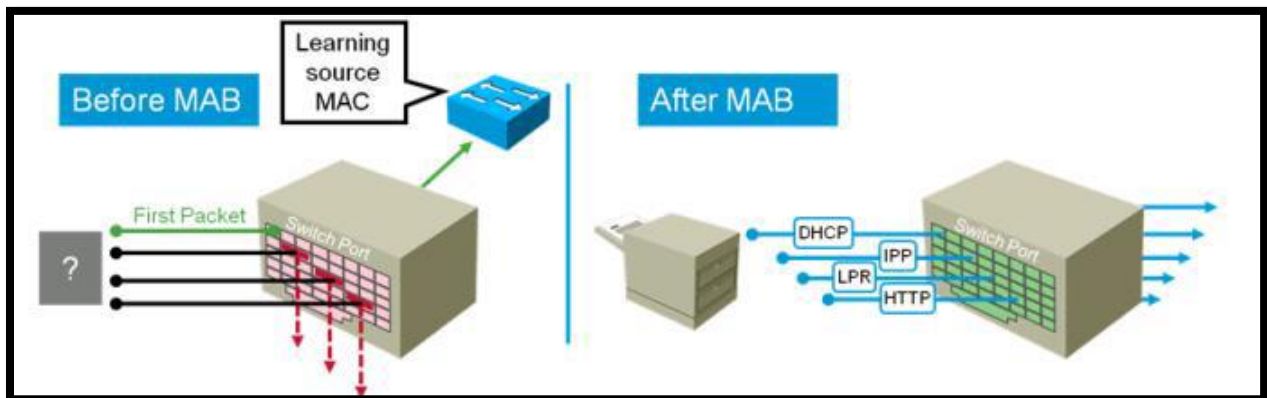 Before MAB
Learning
source
MAC
First Packet
Switch Port
?
After MAB
DHCP
IPP
LPR
HTTP
Switch Port